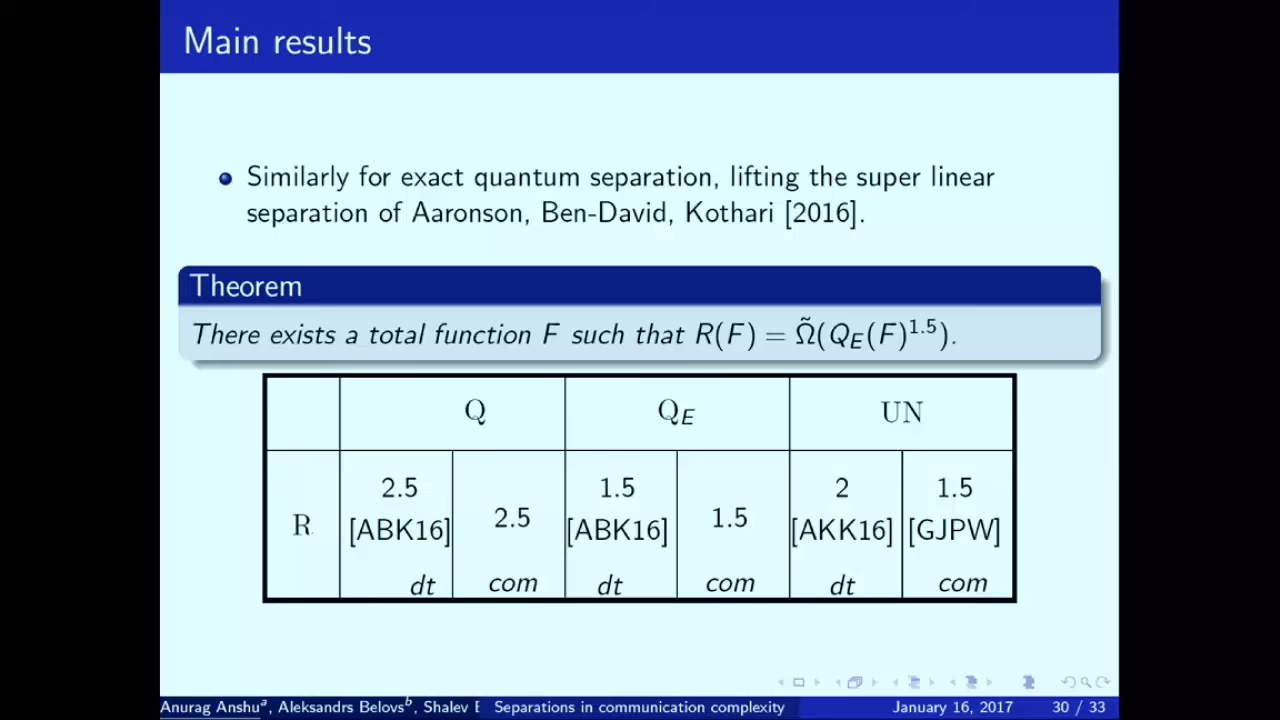 Main results
Similarly for exact quantum separation, lifting the super linear
separation of Aaronson, Ben-David, Kothari [2016].
Theorem
There exists a total function F such that R(F) = Ω̃(Q_E(F)^1.5).
Q Q_E UN
R
2.5 [ABK16] dt
2.5 com
1.5 [ABK16] dt
1.5 com
2 [AKK16] dt
1.5 [GJPW] com
Anurag Anshu^a, Aleksandrs Belovs^b, Shalev B Separations in communication complexity January 16, 2017 30 / 33